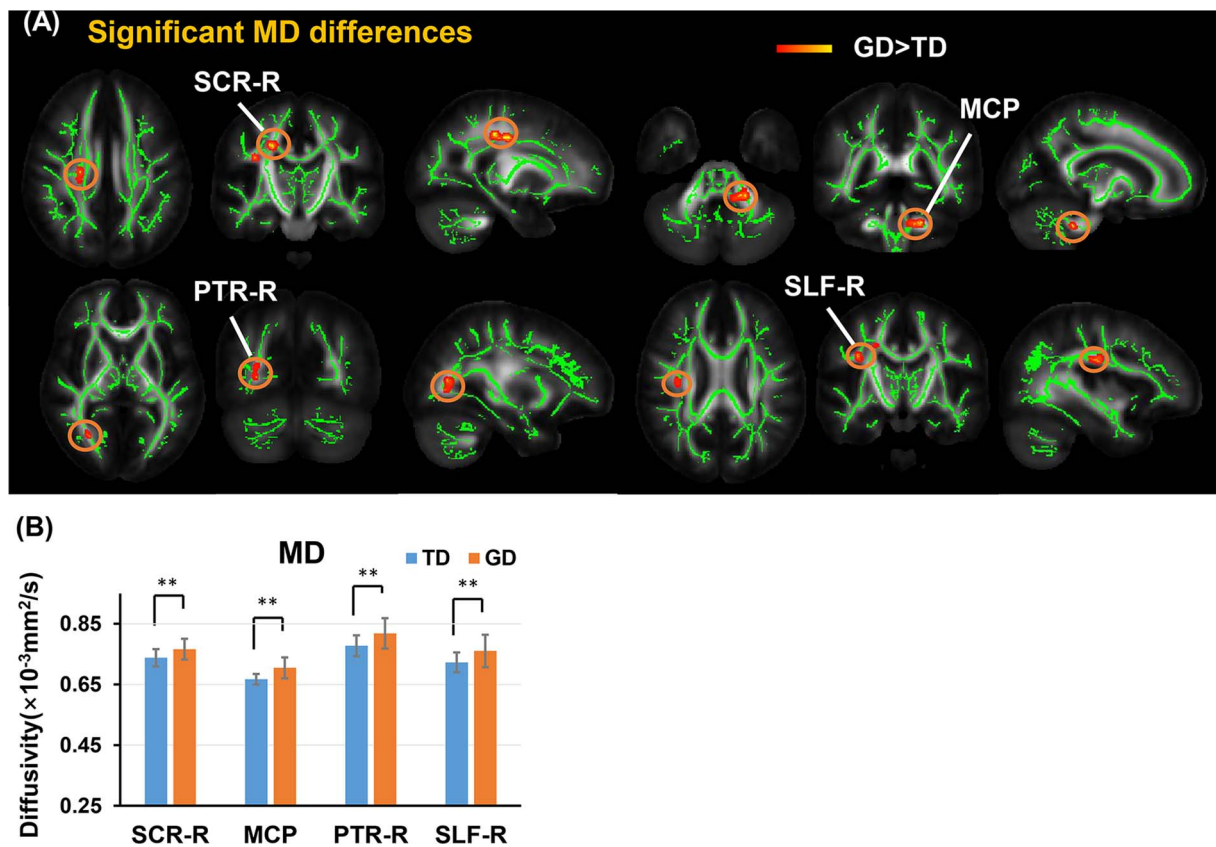 (A)
Significant MD differences
GD>TD
SCR-R
MCP
PTR-R
SLF-R
(B)
MD
TD GD
Diffusivity(×10⁻³mm²/s)
**
**
**
**
0.85
0.65
0.45
0.25
SCR-R MCP PTR-R SLF-R